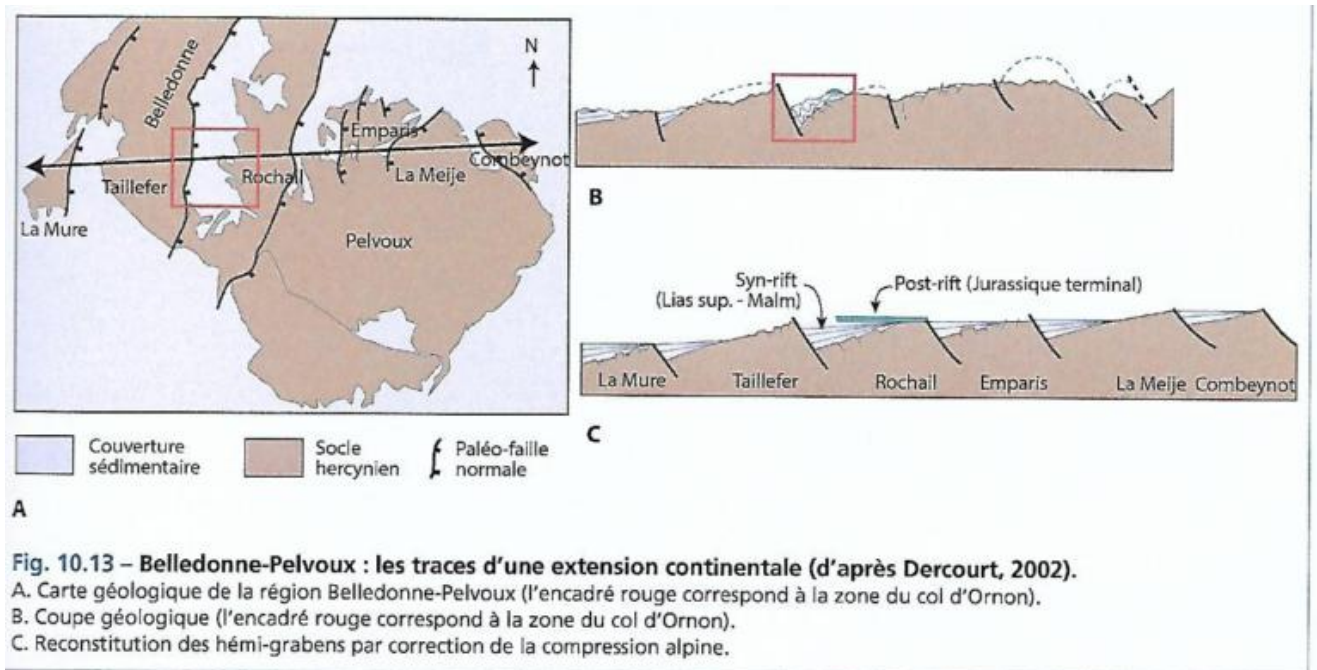 N
Belledonne
Emparis
Combeynot
Taillefer
Rochail
La Meije
La Mure
Pelvoux
B
Syn-rift
(Lias sup. - Malm)
Post-rift (Jurassique terminal)
La Mure
Taillefer
Rochail
Emparis
La Meije
Combeynot
C
Couverture
sédimentaire
Socle
hercynien
Paléo-faille
normale
A
Fig. 10.13 – Belledonne-Pelvoux : les traces d'une extension continentale (d'après Dercourt, 2002).
A. Carte géologique de la région Belledonne-Pelvoux (l'encadré rouge correspond à la zone du col d'Ornon).
B. Coupe géologique (l'encadré rouge correspond à la zone du col d'Ornon).
C. Reconstitution des hémi-grabens par correction de la compression alpine.